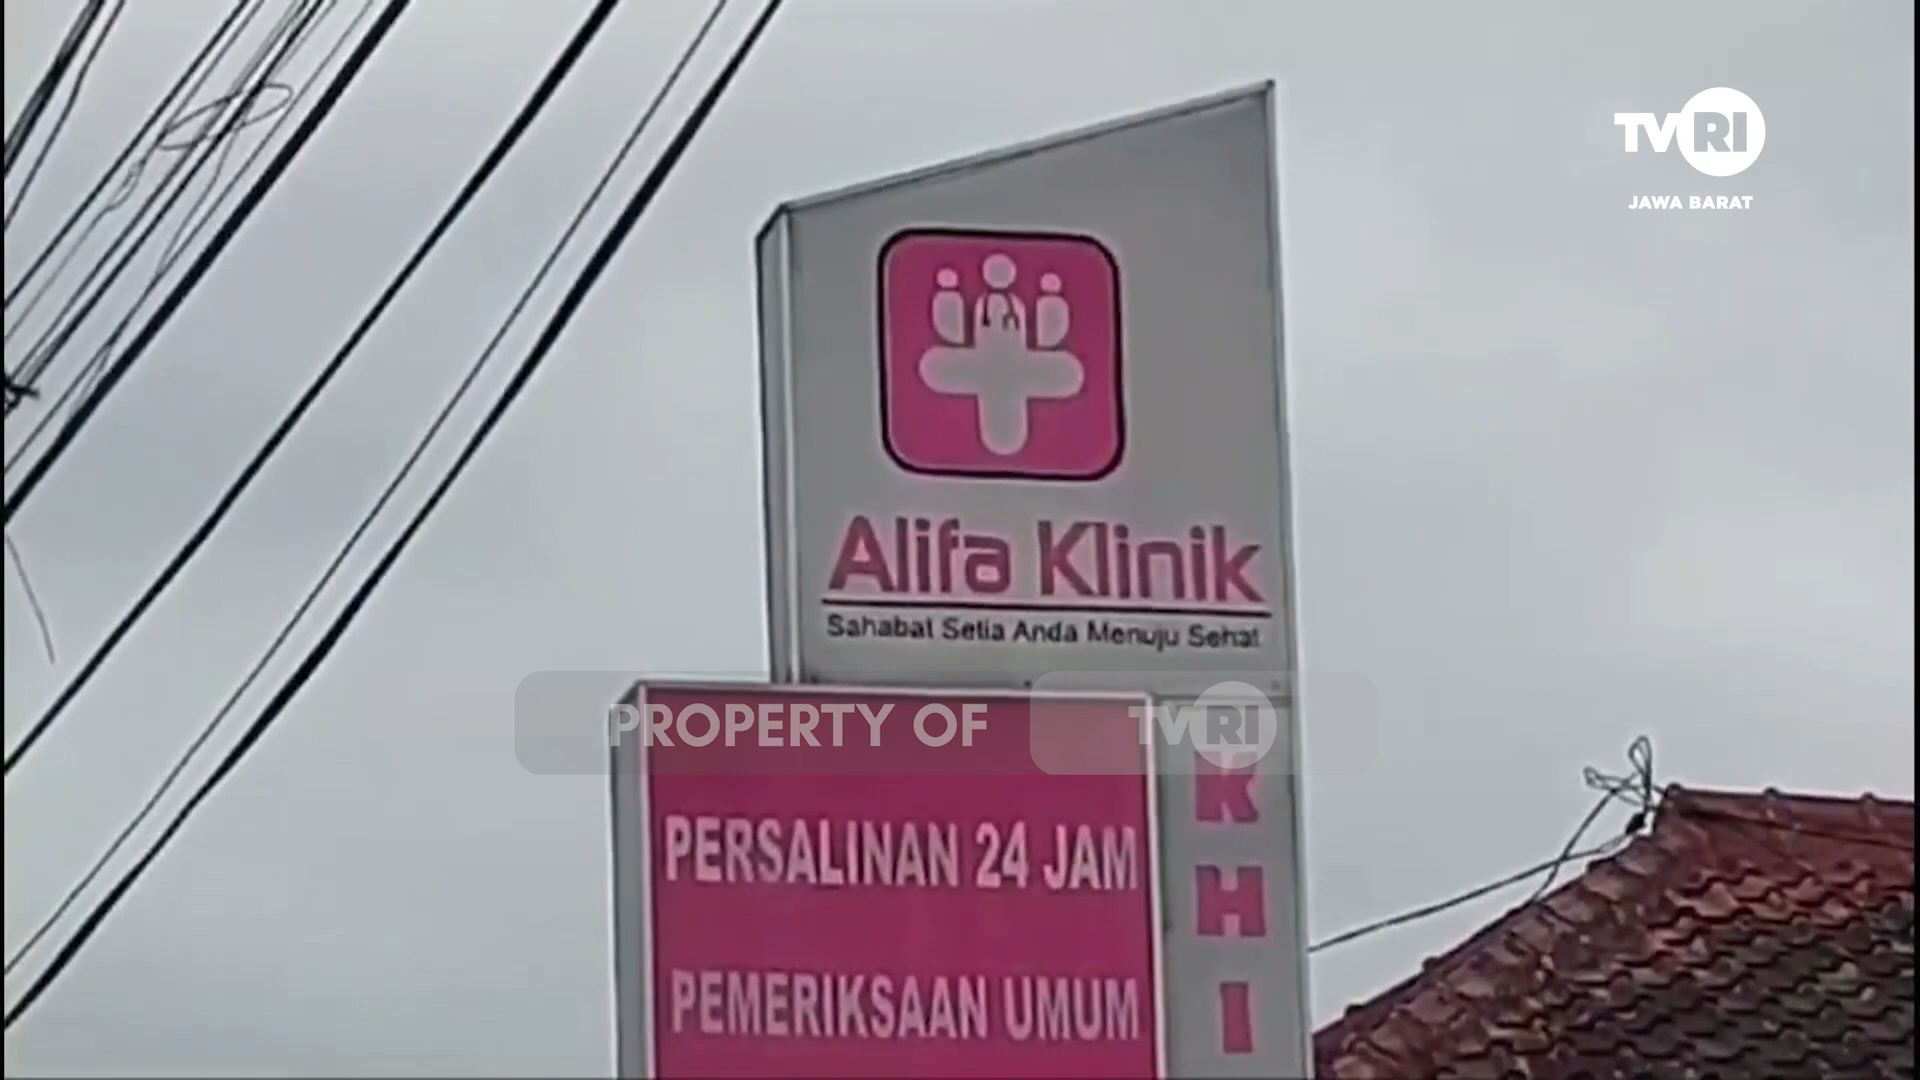 TVRI
JAWA BARAT
Alifa Klinik
Sahabat Setia Anda Menuju Sehat
PROPERTY OF TVRI
PERSALINAN 24 JAM
PEMERIKSAAN UMUM
K
H
I